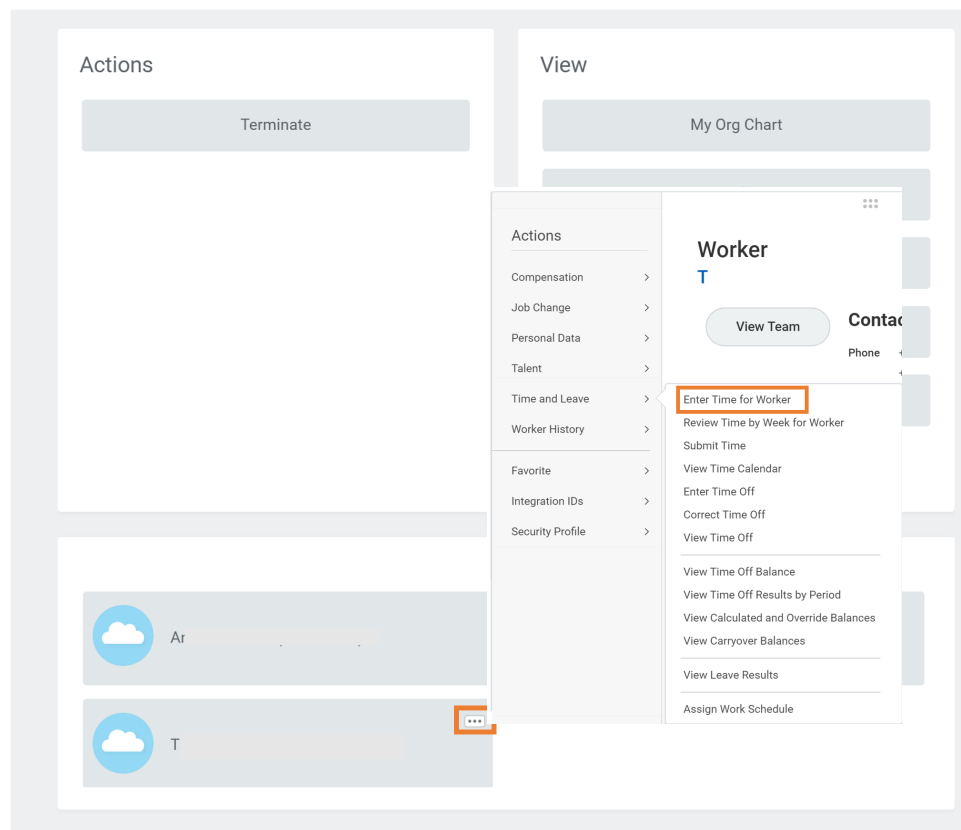 Actions
Terminate
View
My Org Chart
Actions
Compensation
Job Change
Personal Data
Talent
Time and Leave
Worker History
Favorite
Integration IDs
Security Profile
Worker
T
View Team
Contac
Phone +
+
Enter Time for Worker
Review Time by Week for Worker
Submit Time
View Time Calendar
Enter Time Off
Correct Time Off
View Time Off
View Time Off Balance
View Time Off Results by Period
View Calculated and Override Balances
View Carryover Balances
View Leave Results
Assign Work Schedule
Ar
T